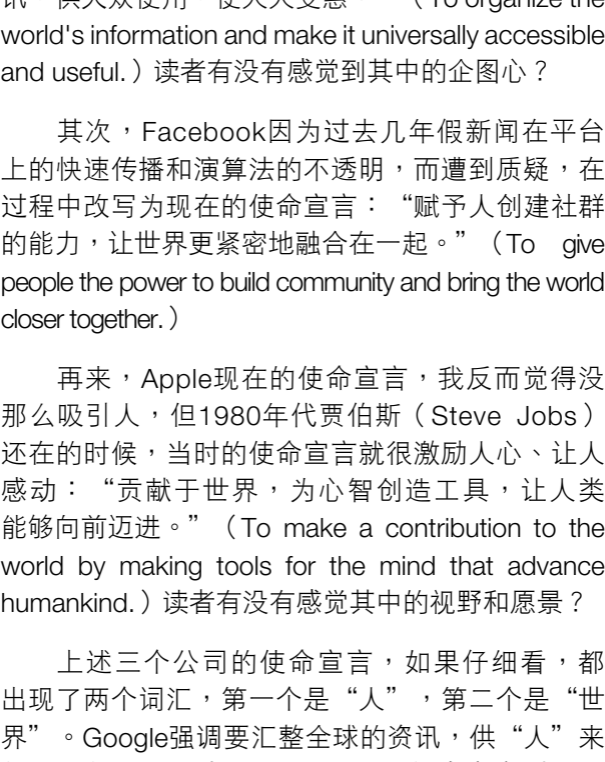 world's information and make it universally accessible
and useful.）读者有没有感觉到其中的企图心？
其次，Facebook因为过去几年假新闻在平台
上的快速传播和演算法的不透明，而遭到质疑，在
过程中改写为现在的使命宣言：“赋予人创建社群
的能力，让世界更紧密地融合在一起。”（To give
people the power to build community and bring the world
closer together.）
再来，Apple现在的使命宣言，我反而觉得没
那么吸引人，但1980年代贾伯斯（Steve Jobs）
还在的时候，当时的使命宣言就很激励人心、让人
感动：“贡献于世界，为心智创造工具，让人类
能够向前迈进。”（To make a contribution to the
world by making tools for the mind that advance
humankind.）读者有没有感觉其中的视野和愿景？
上述三个公司的使命宣言，如果仔细看，都
出现了两个词汇，第一个是“人”，第二个是“世
界”。Google强调要汇整全球的资讯，供“人”来